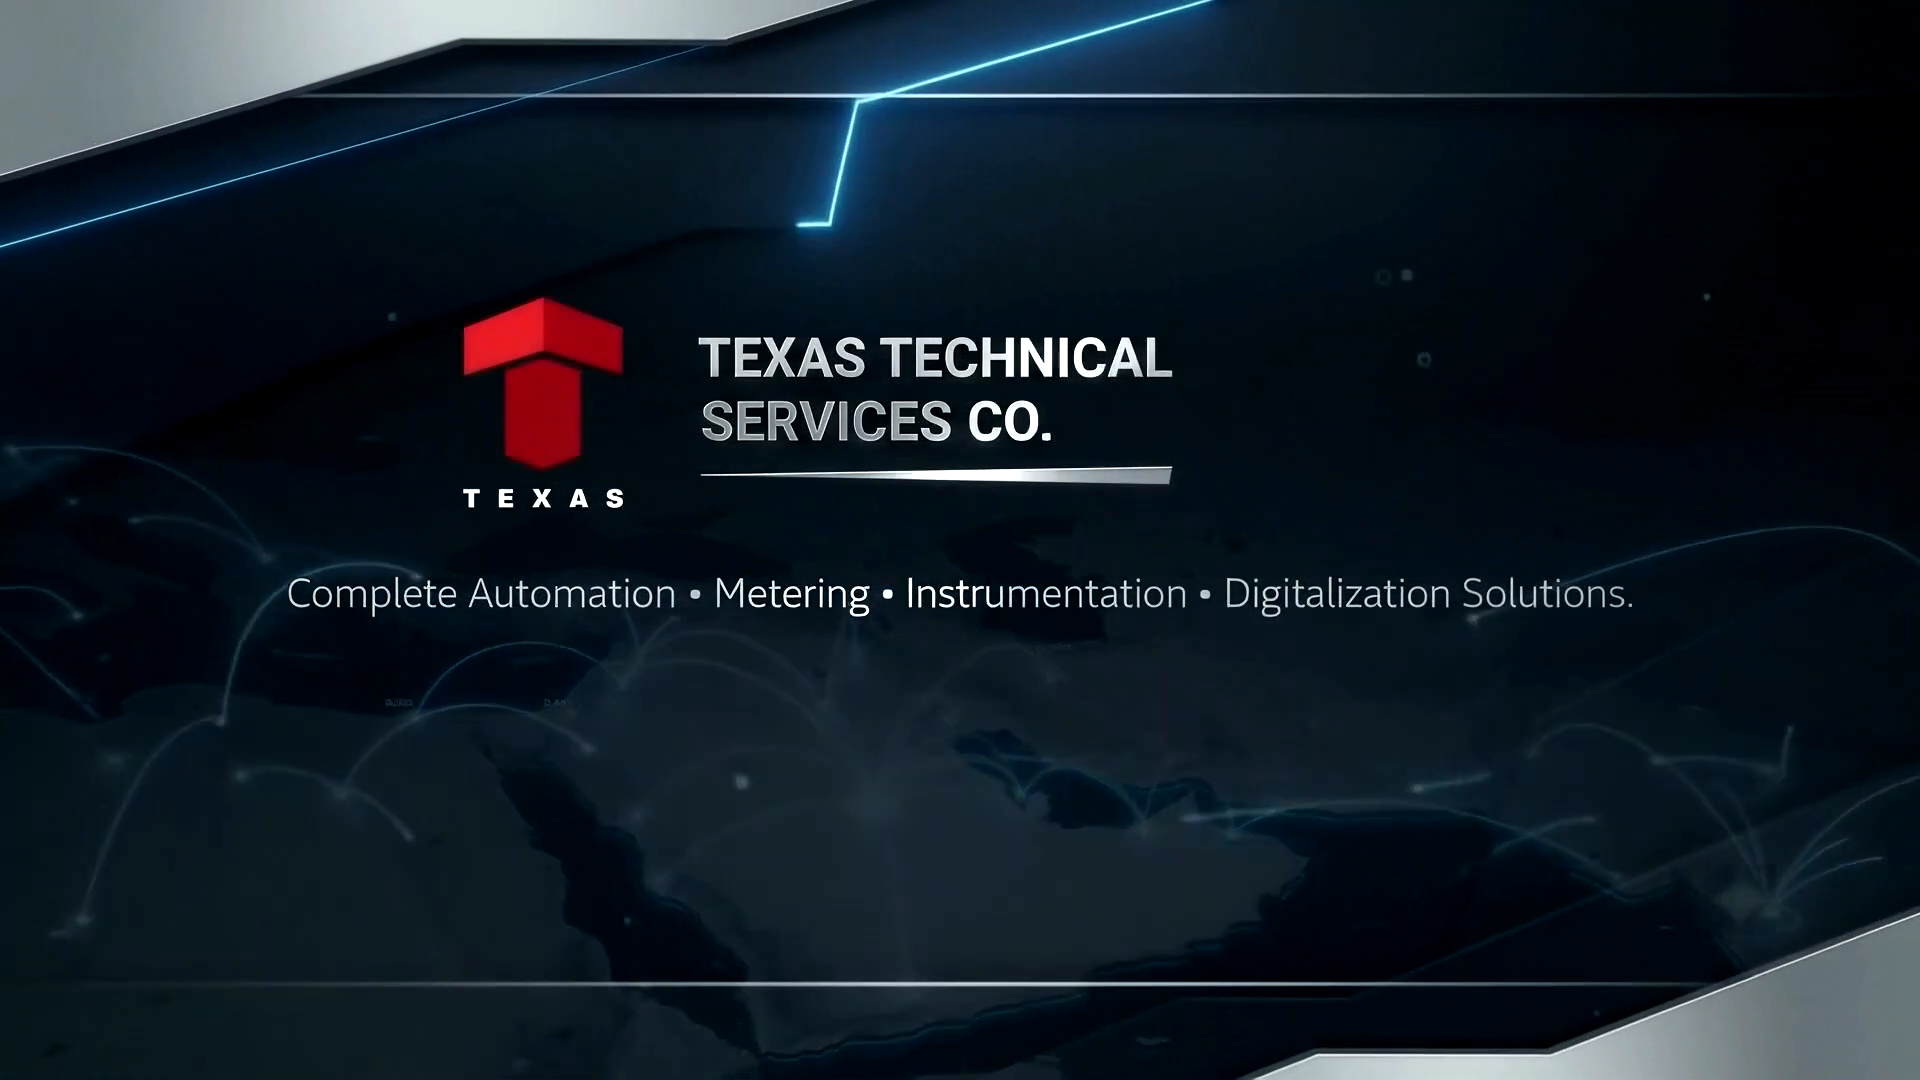 TEXAS TECHNICAL
SERVICES CO.
TEXAS
Complete Automation • Metering • Instrumentation • Digitalization Solutions.